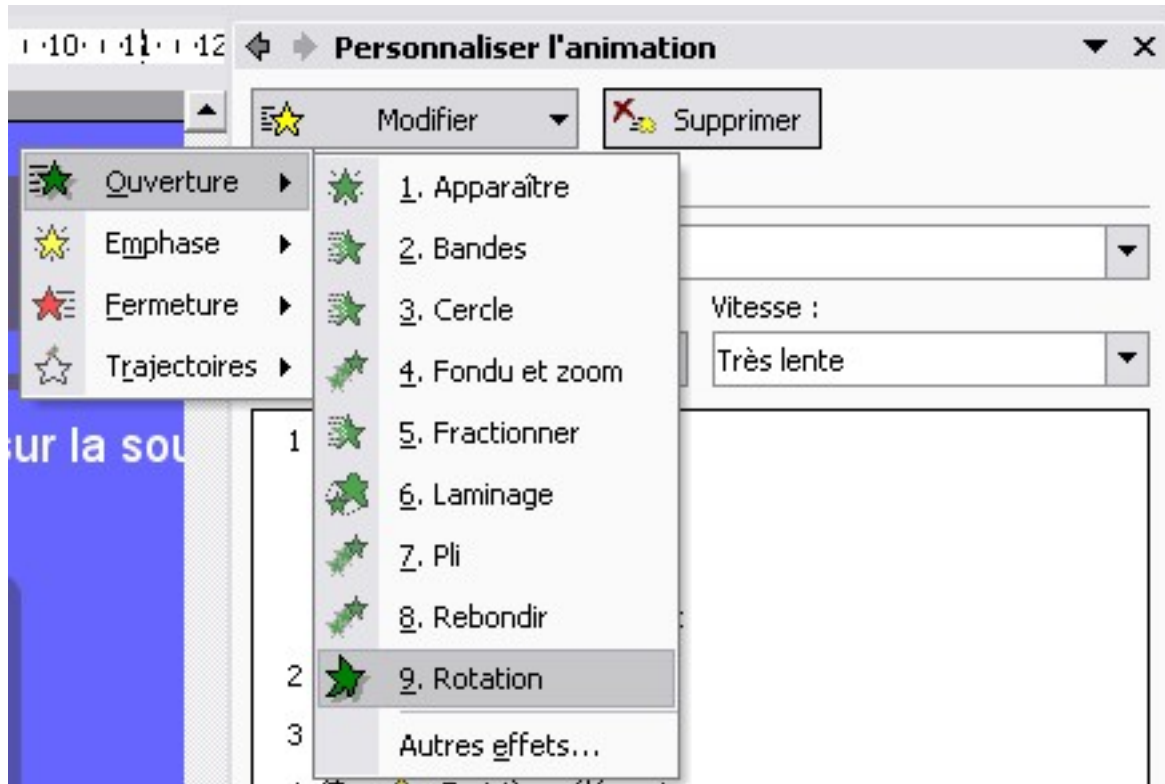 10 11 12
Personnaliser l'animation
Modifier
Supprimer
Ouverture
Emphase
Fermeture
Trajectoires
1. Apparaître
2. Bandes
3. Cercle
4. Fondu et zoom
5. Fractionner
6. Laminage
7. Pli
8. Rebondir
9. Rotation
Autres effets...
Vitesse :
Très lente
sur la sou
1
:
2
3